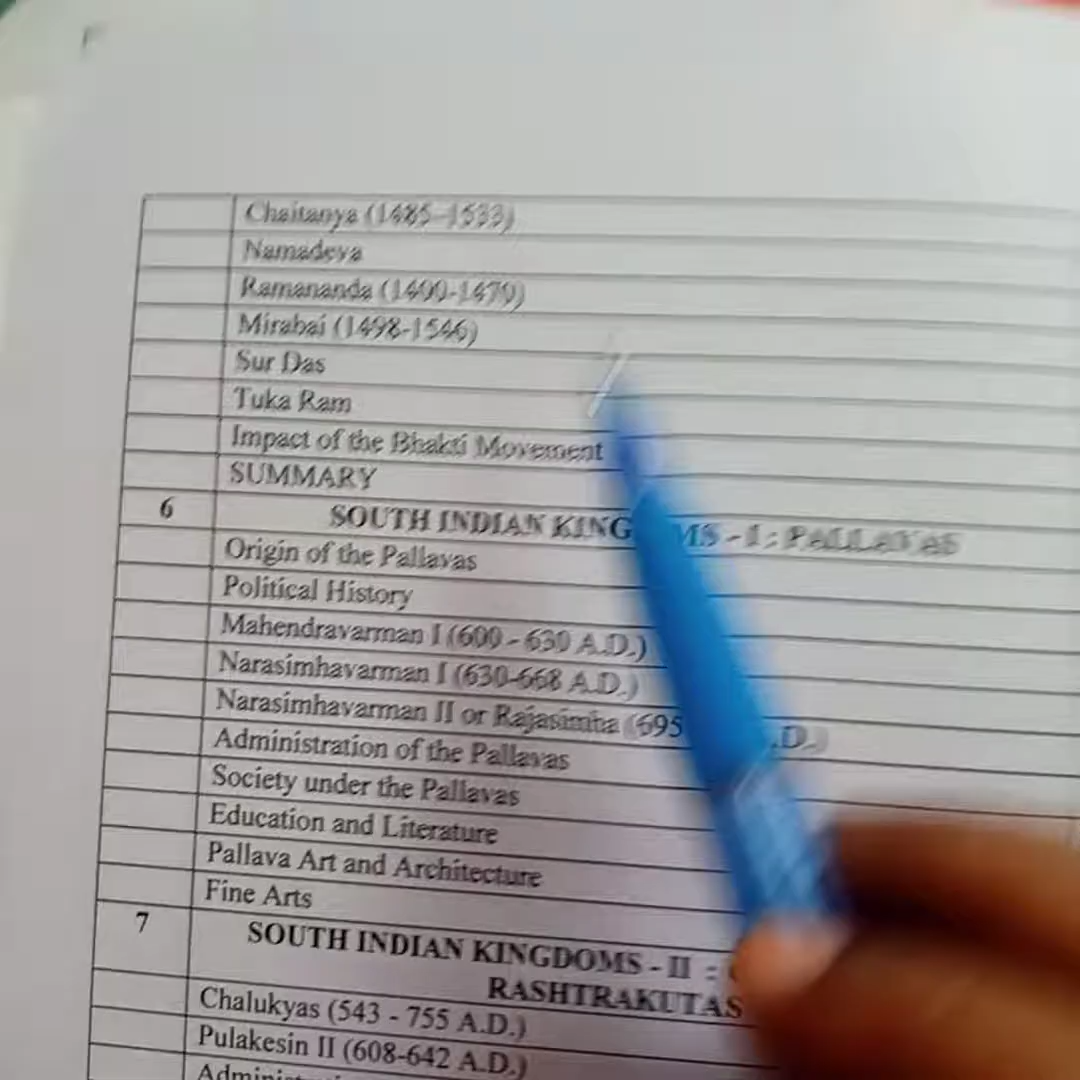 Chaitanya (1485-1533)
Namadeva
Ramananda (1400-1470)
Mirabai (1498-1546)
Sur Das
Tuka Ram
Impact of the Bhakti Movement
SUMMARY
6 SOUTH INDIAN KINGDOMS - I : PALLAVAS
Origin of the Pallavas
Political History
Mahendravarman I (600 - 630 A.D.)
Narasimhavarman I (630-668 A.D.)
Narasimhavarman II or Rajasimha (695 .D.)
Administration of the Pallavas
Society under the Pallavas
Education and Literature
Pallava Art and Architecture
Fine Arts
7 SOUTH INDIAN KINGDOMS - II :
RASHTRAKUTAS
Chalukyas (543 - 755 A.D.)
Pulakesin II (608-642 A.D.)